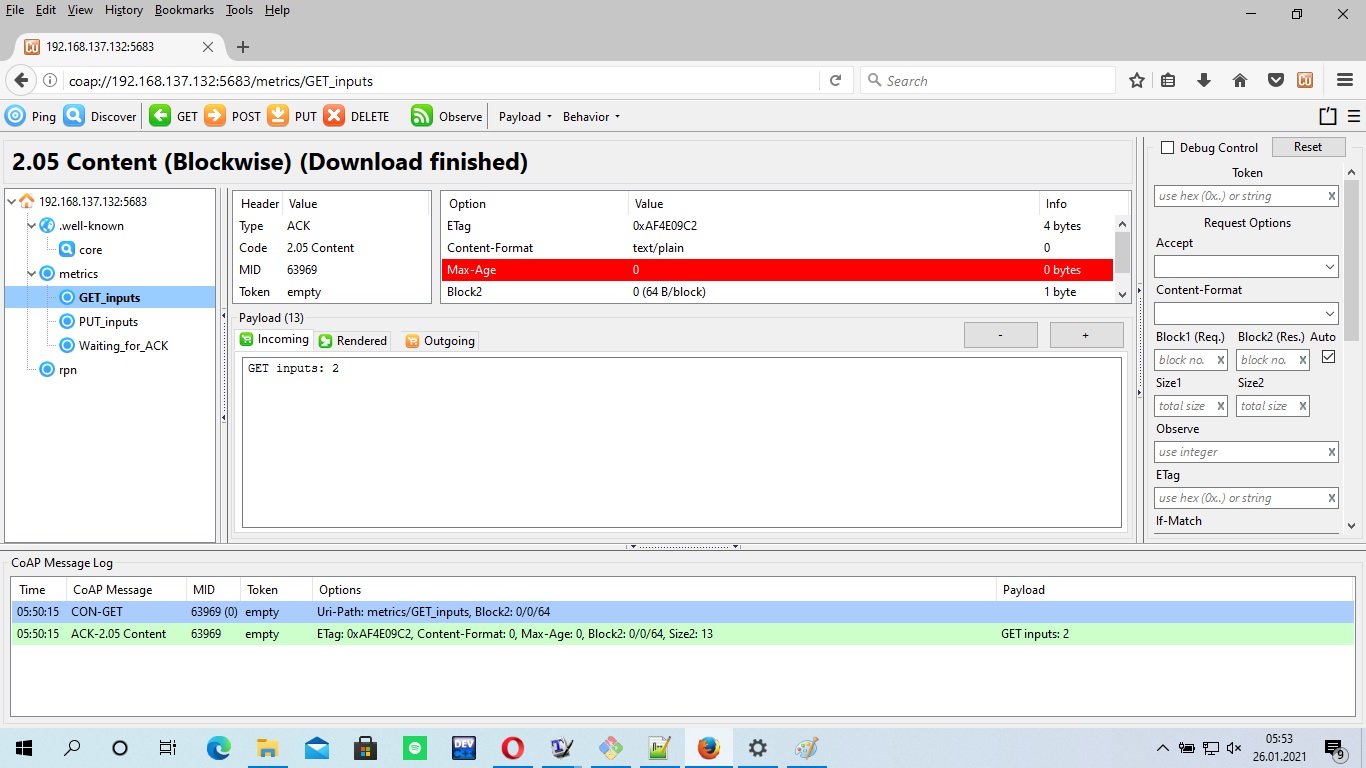 File Edit View History Bookmarks Tools Help
192.168.137.132:5683
coap://192.168.137.132:5683/metrics/GET_inputs
Search
Ping Discover GET POST PUT DELETE Observe Payload Behavior
2.05 Content (Blockwise) (Download finished)
192.168.137.132:5683
.well-known
core
metrics
GET_inputs
PUT_inputs
Waiting_for_ACK
rpn
Header Value
Type ACK
Code 2.05 Content
MID 63969
Token empty
Option Value Info
ETag 0xAF4E09C2 4 bytes
Content-Format text/plain 0
Max-Age 0 0 bytes
Block2 0 (64 B/block) 1 byte
Payload (13)
Incoming Rendered Outgoing
- +
GET inputs: 2
Debug Control Reset
Token
use hex (0x..) or string x
Request Options
Accept
Content-Format
Block1 (Req.) Block2 (Res.) Auto
block no. x block no. x
Size1 Size2
total size x total size x
Observe
use integer x
ETag
use hex (0x..) or string x
If-Match
CoAP Message Log
Time CoAP Message MID Token Options Payload
05:50:15 CON-GET 63969 (0) empty Uri-Path: metrics/GET_inputs, Block2: 0/0/64
05:50:15 ACK-2.05 Content 63969 empty ETag: 0xAF4E09C2, Content-Format: 0, Max-Age: 0, Block2: 0/0/64, Size2: 13 GET inputs: 2
DEV
05:53
26.01.2021
9